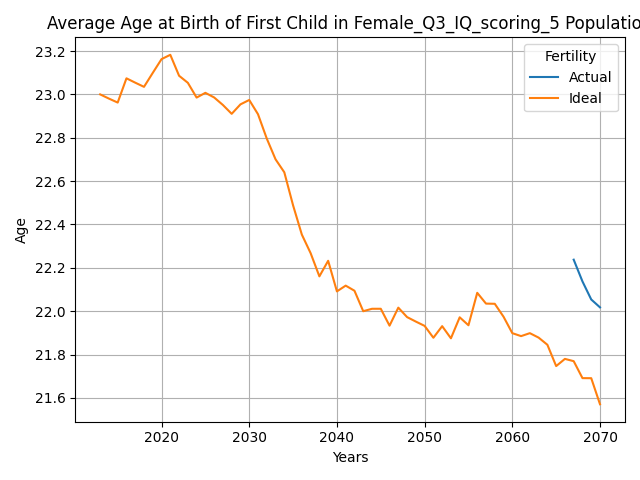 Average Age at Birth of First Child in Female_Q3_IQ_scoring_5 Populatio
Fertility
Actual
Ideal
23.2
23.0
22.8
22.6
22.4
22.2
22.0
21.8
21.6
Age
2020 2030 2040 2050 2060 2070
Years